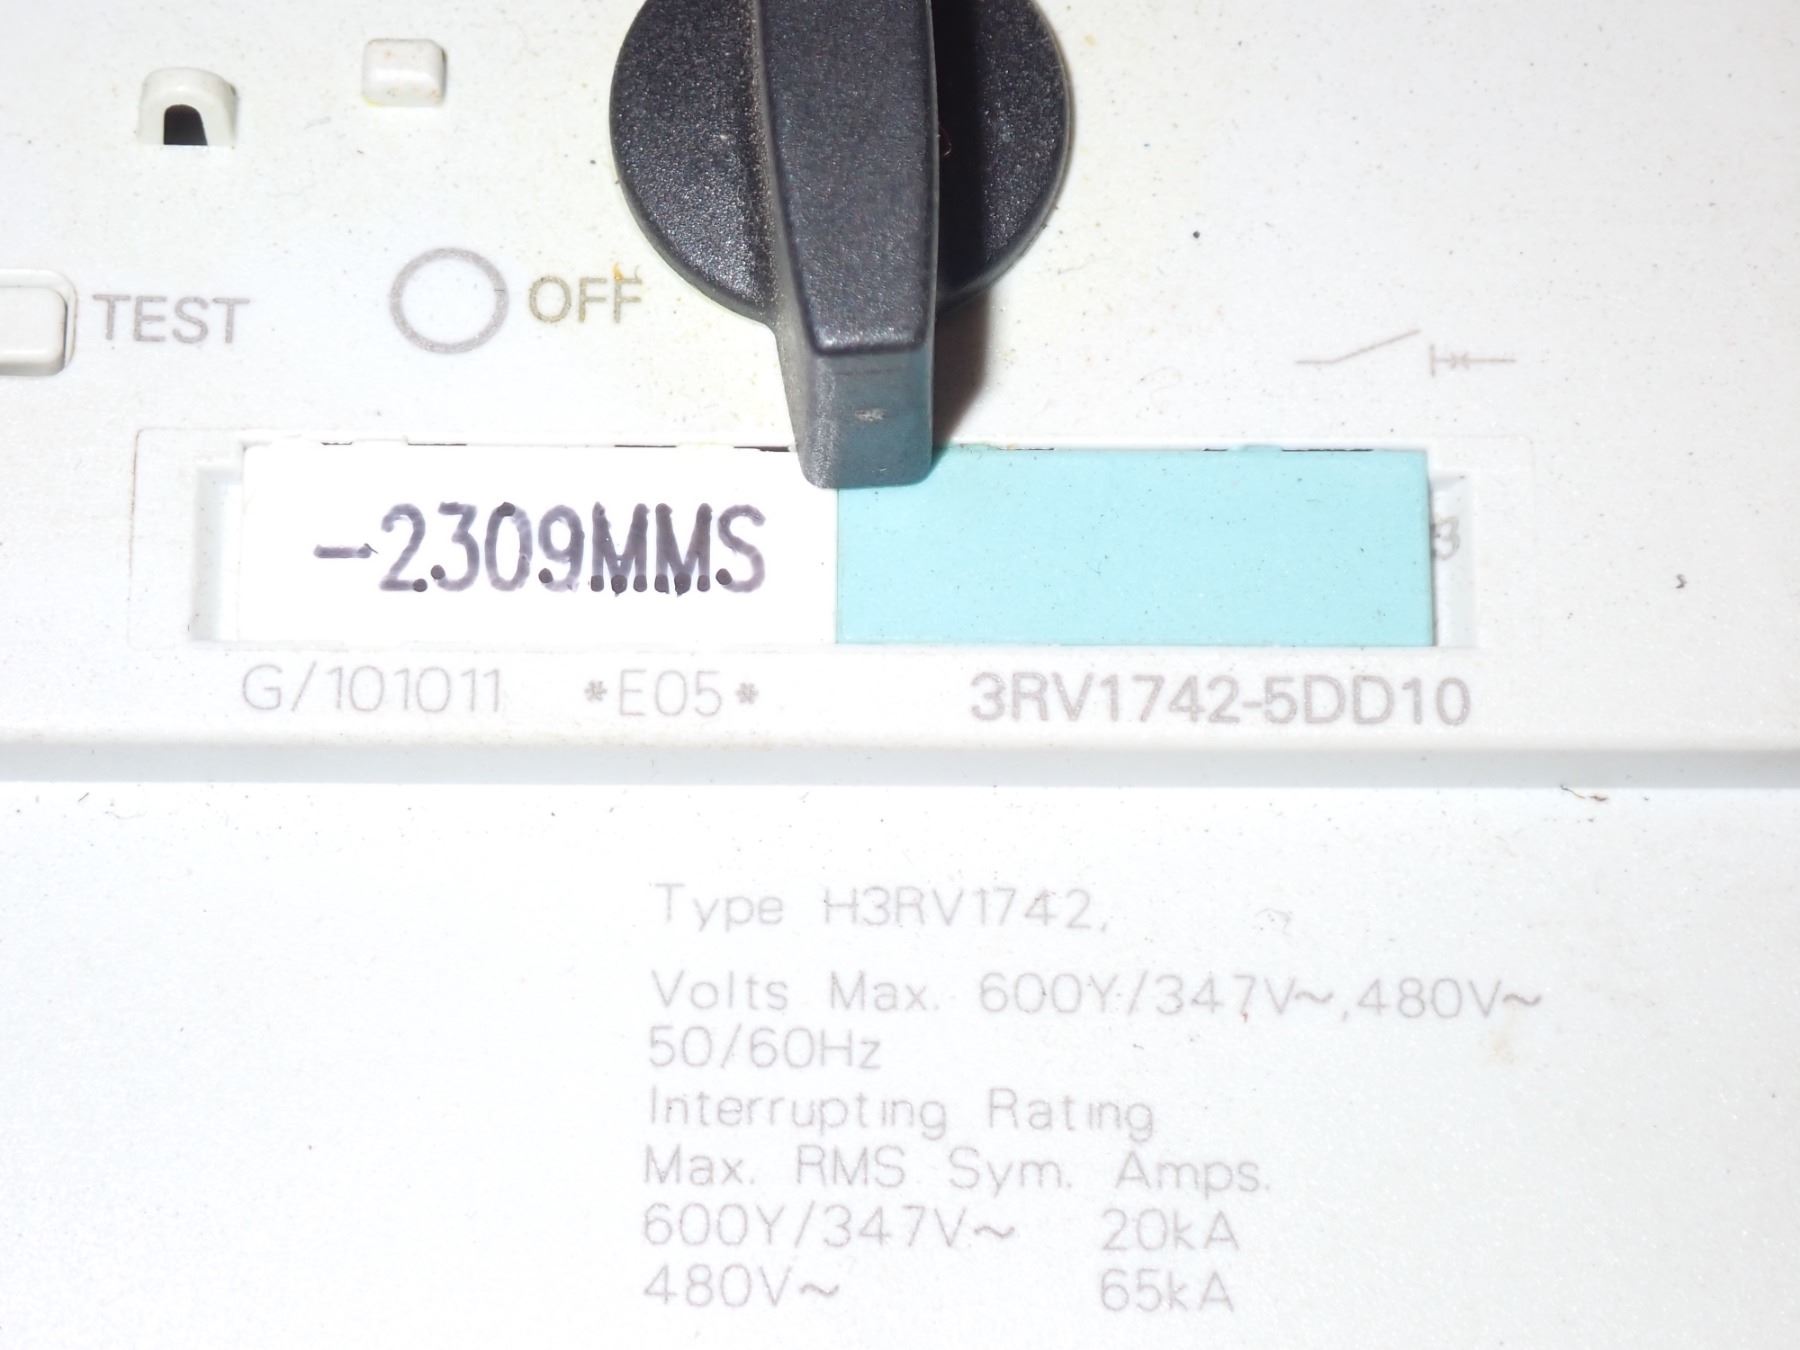 TEST
OFF
-2309MMS
3
G/101011 *E05* 3RV1742-5DD10
Type H3RV1742,
Volts Max. 600Y/347V~,480V~
50/60Hz
Interrupting Rating
Max. RMS Sym. Amps.
600Y/347V~ 20kA
480V~ 65kA